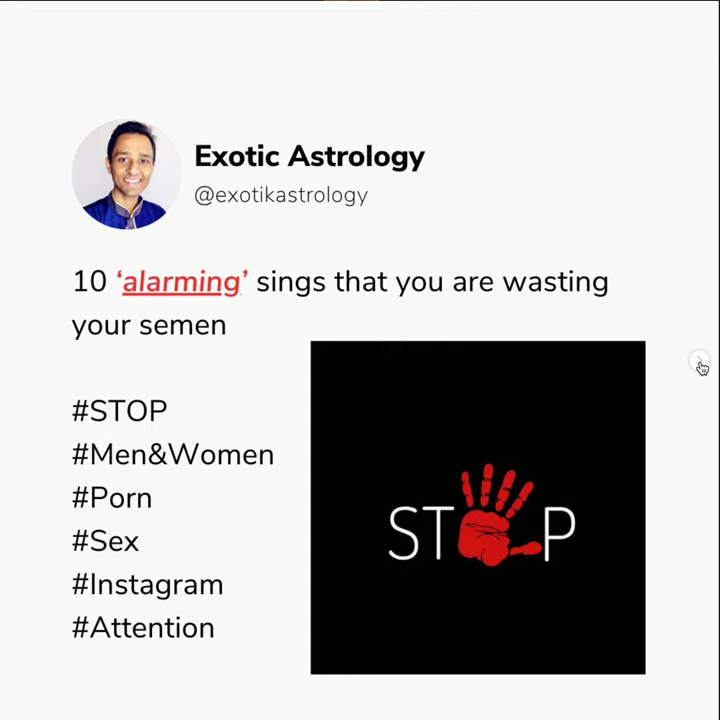 Exotic Astrology
@exotikastrology
10 ‘alarming’ sings that you are wasting
your semen
#STOP
#Men&Women
#Porn
#Sex
#Instagram
#Attention
STOP